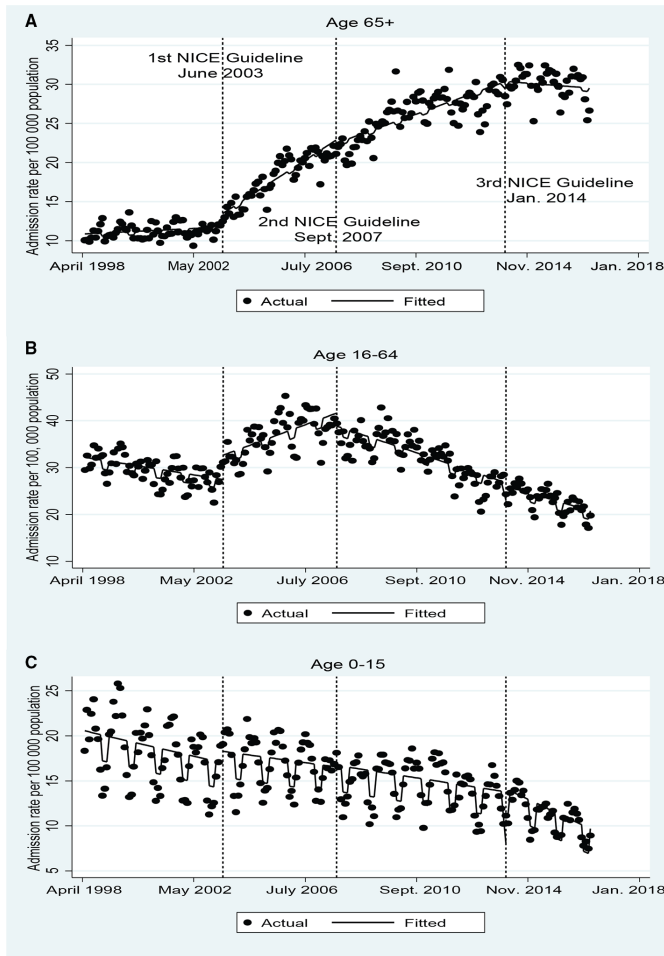 A
Age 65+
Admission rate per 100 000 population
35
30
25
20
15
10
1st NICE Guideline
June 2003
2nd NICE Guideline
Sept. 2007
3rd NICE Guideline
Jan. 2014
April 1998 May 2002 July 2006 Sept. 2010 Nov. 2014 Jan. 2018
Actual Fitted
B
Age 16-64
Admission rate per 100, 000 population
50
40
30
20
10
April 1998 May 2002 July 2006 Sept. 2010 Nov. 2014 Jan. 2018
Actual Fitted
C
Age 0-15
Admission rate per 100 000 population
25
20
15
10
5
April 1998 May 2002 July 2006 Sept. 2010 Nov. 2014 Jan. 2018
Actual Fitted